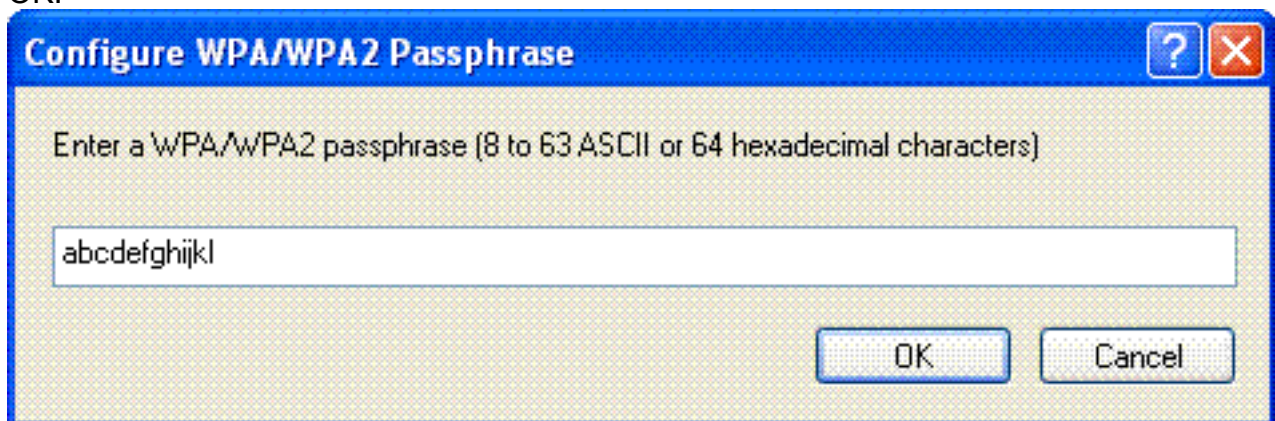 OK.
Configure WPA/WPA2 Passphrase
Enter a WPA/WPA2 passphrase (8 to 63 ASCII or 64 hexadecimal characters)
abcdefghijkl
OK
Cancel